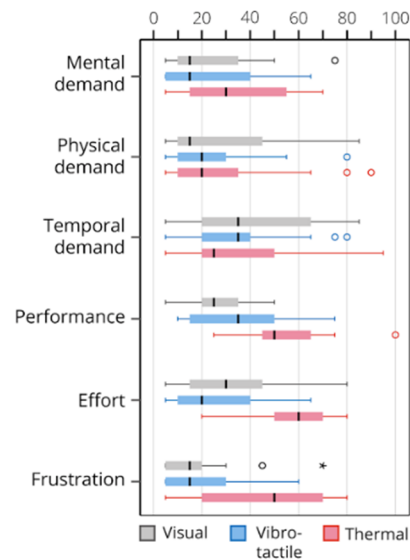 0 20 40 60 80 100
Mental
demand
Physical
demand
Temporal
demand
Performance
Effort
Frustration
Visual
Vibro-
tactile
Thermal